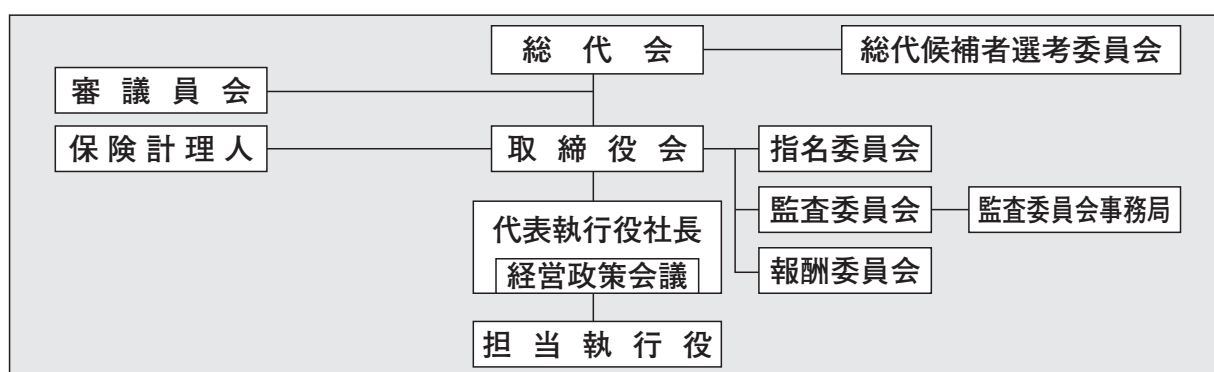 総代会
総代候補者選考委員会
審議員会
保険計理人
取締役会
指名委員会
監査委員会
監査委員会事務局
代表執行役社長
経営政策会議
報酬委員会
担当執行役